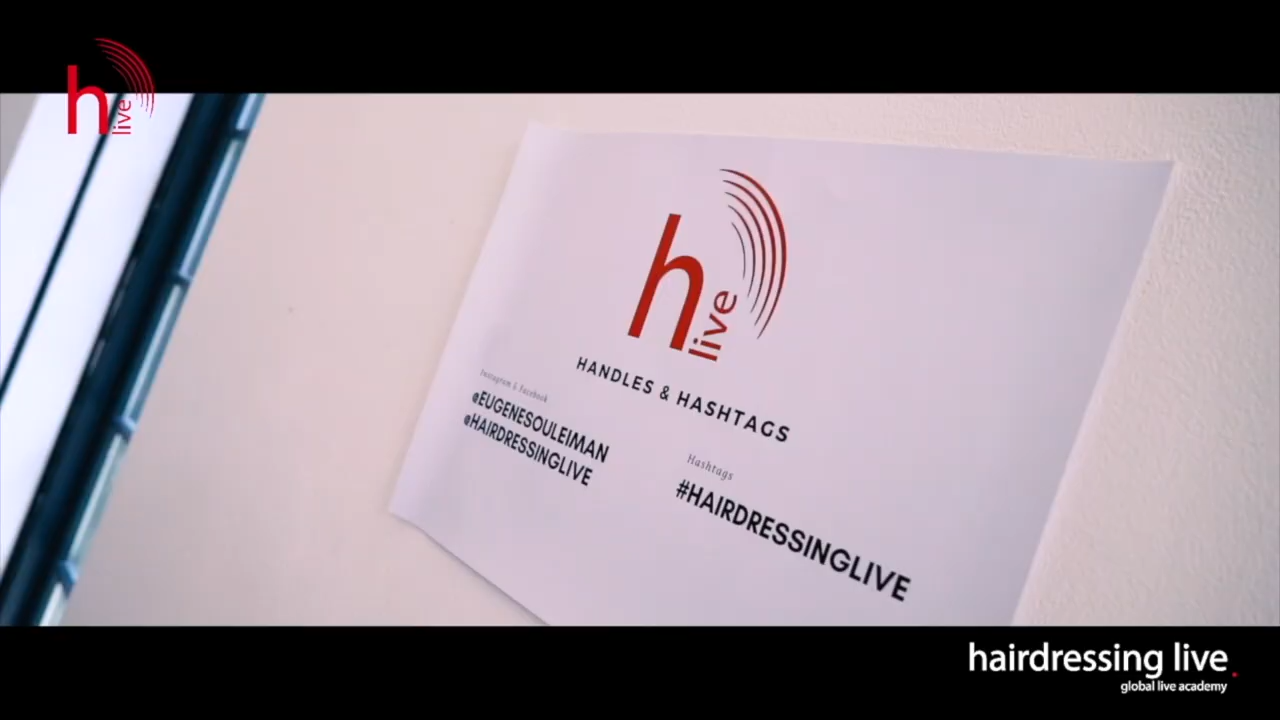 h live
h live
HANDLES & HASHTAGS
Instagram & Facebook
@EUGENESOULEIMAN
@HAIRDRESSINGLIVE
Hashtags
#HAIRDRESSINGLIVE
hairdressing live.
global live academy